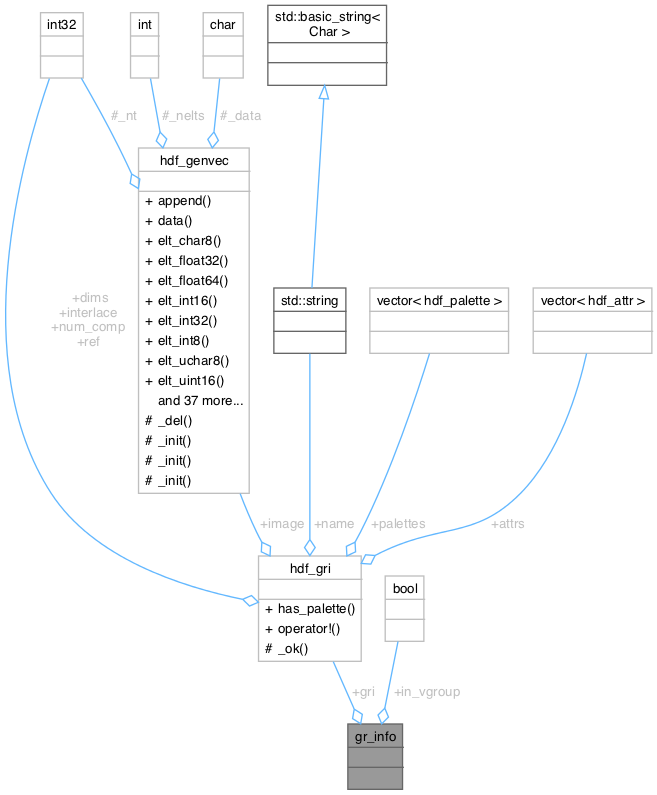 int32
int
char
std::basic_string<
Char >
#_nt
#_nelts
#_data
hdf_genvec
+ append()
+ data()
+ elt_char8()
+ elt_float32()
+ elt_float64()
+ elt_int16()
+ elt_int32()
+ elt_int8()
+ elt_uchar8()
+ elt_uint16()
and 37 more...
# _del()
# _init()
# _init()
# _init()
+dims
+interlace
+num_comp
+ref
std::string
vector< hdf_palette >
vector< hdf_attr >
+image
+name
+palettes
+attrs
hdf_gri
+ has_palette()
+ operator!()
# _ok()
bool
+gri
+in_vgroup
gr_info